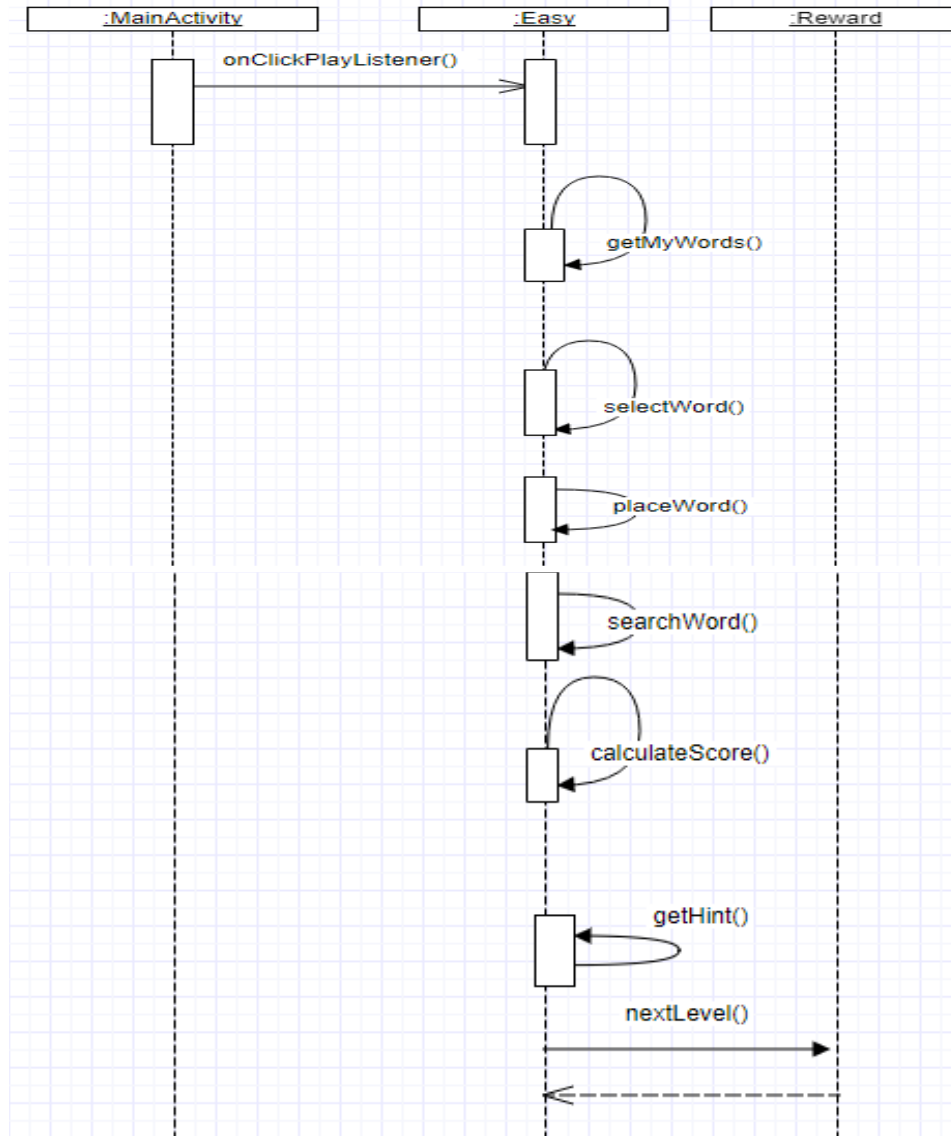 :MainActivity :Easy :Reward
onClickPlayListener()
getMyWords()
selectWord()
placeWord()
searchWord()
calculateScore()
getHint()
nextLevel()